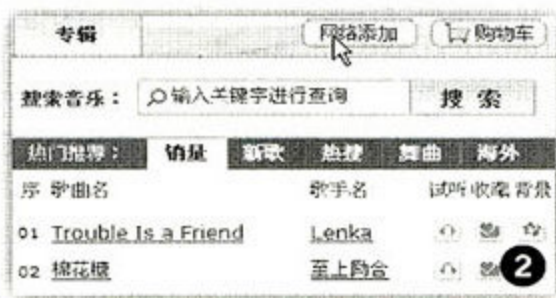 专辑 网络添加 购物车
搜索音乐： 输入关键字进行查询 搜 索
热门推荐： 销量 新歌 热搜 舞曲 海外
序 歌曲名 歌手名 试听 收藏 背景
01 Trouble Is a Friend Lenka
02 棉花糖 至上励合
2